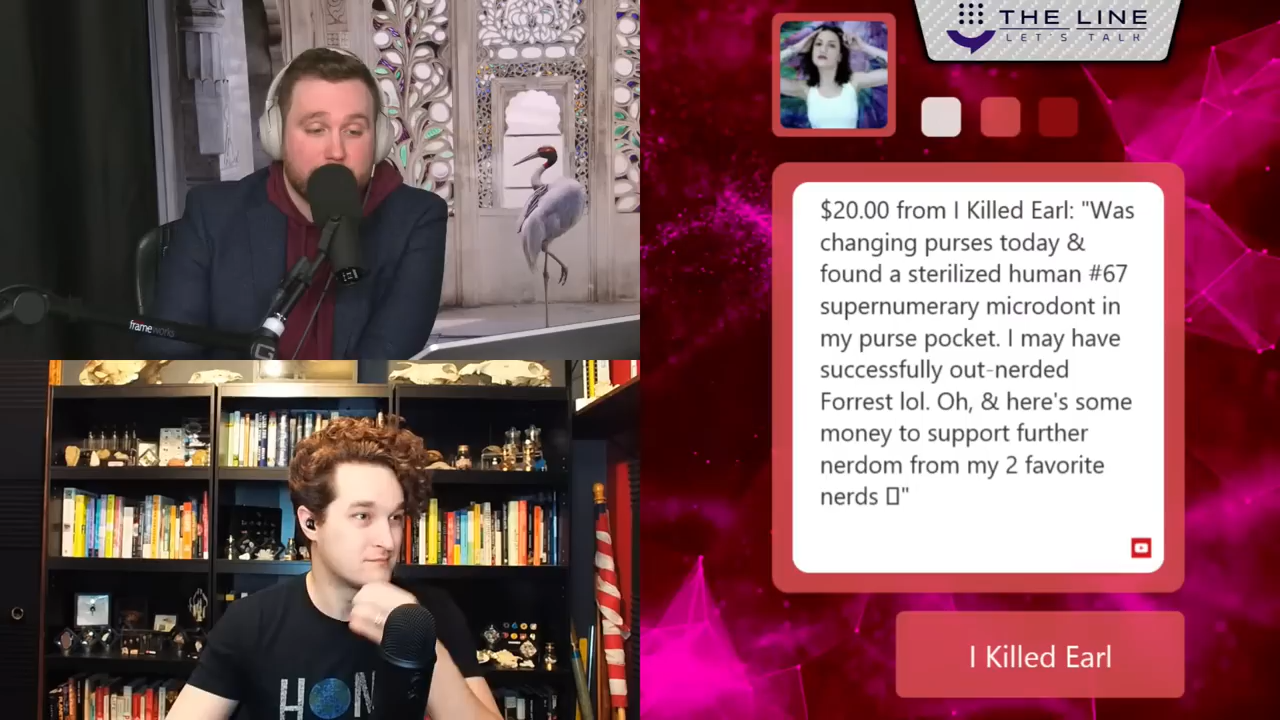 THE LINE
LET'S TALK
$20.00 from I Killed Earl: "Was
changing purses today &
found a sterilized human #67
supernumerary microdont in
my purse pocket. I may have
successfully out-nerded
Forrest lol. Oh, & here's some
money to support further
nerdom from my 2 favorite
nerds "
I Killed Earl
frameworks
H N